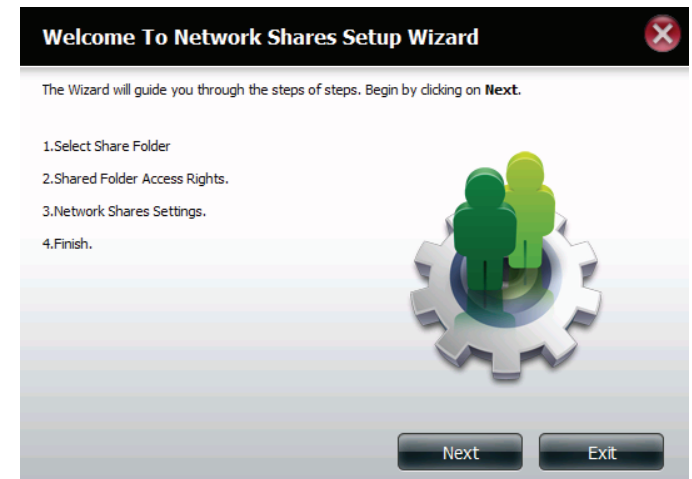 Welcome To Network Shares Setup Wizard
The Wizard will guide you through the steps of steps. Begin by clicking on Next.
1.Select Share Folder
2.Shared Folder Access Rights.
3.Network Shares Settings.
4.Finish.
Next Exit